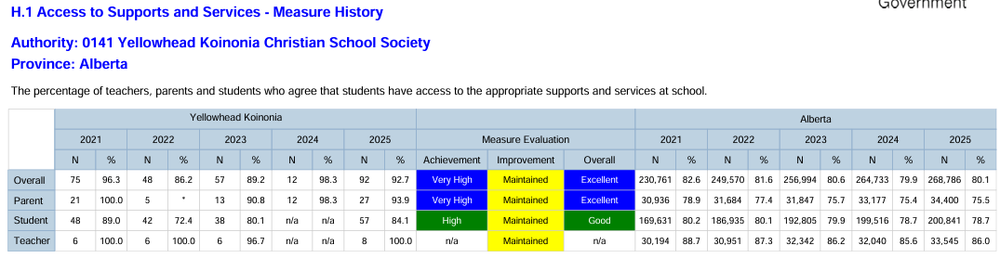 Government
H.1 Access to Supports and Services - Measure History
Authority: 0141 Yellowhead Koinonia Christian School Society
Province: Alberta
The percentage of teachers, parents and students who agree that students have access to the appropriate supports and services at school.
Yellowhead Koinonia Alberta
2021 2022 2023 2024 2025 Measure Evaluation 2021 2022 2023 2024 2025
N % N % N % N % N % Achievement Improvement Overall N % N % N % N % N %
Overall 75 96.3 48 86.2 57 89.2 12 98.3 92 92.7 Very High Maintained Excellent 230,761 82.6 249,570 81.6 256,994 80.6 264,733 79.9 268,786 80.1
Parent 21 100.0 5 * 13 90.8 12 98.3 27 93.9 Very High Maintained Excellent 30,936 78.9 31,684 77.4 31,847 75.7 33,177 75.4 34,400 75.5
Student 48 89.0 42 72.4 38 80.1 n/a n/a 57 84.1 High Maintained Good 169,631 80.2 186,935 80.1 192,805 79.9 199,516 78.7 200,841 78.7
Teacher 6 100.0 6 100.0 6 96.7 n/a n/a 8 100.0 n/a Maintained n/a 30,194 88.7 30,951 87.3 32,342 86.2 32,040 85.6 33,545 86.0